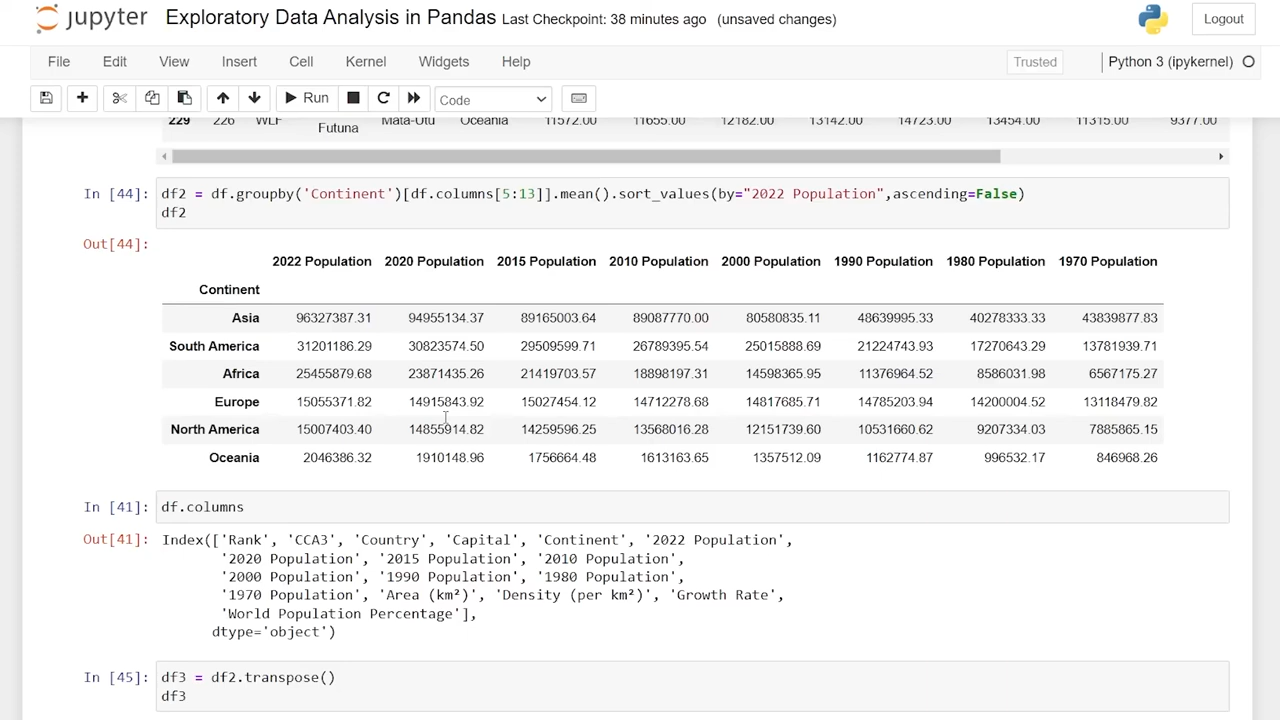 jupyter Exploratory Data Analysis in Pandas Last Checkpoint: 38 minutes ago (unsaved changes) Logout
File Edit View Insert Cell Kernel Widgets Help Trusted Python 3 (ipykernel)
Run Code
229 226 WLF Futuna Mata-Utu Oceania 11572.00 11655.00 12182.00 13142.00 14723.00 13454.00 11315.00 9377.00
In [44]: df2 = df.groupby('Continent')[df.columns[5:13]].mean().sort_values(by="2022 Population",ascending=False)
df2
Out[44]:
2022 Population 2020 Population 2015 Population 2010 Population 2000 Population 1990 Population 1980 Population 1970 Population
Continent
Asia 96327387.31 94955134.37 89165003.64 89087770.00 80580835.11 48639995.33 40278333.33 43839877.83
South America 31201186.29 30823574.50 29509599.71 26789395.54 25015888.69 21224743.93 17270643.29 13781939.71
Africa 25455879.68 23871435.26 21419703.57 18898197.31 14598365.95 11376964.52 8586031.98 6567175.27
Europe 15055371.82 14915843.92 15027454.12 14712278.68 14817685.71 14785203.94 14200004.52 13118479.82
North America 15007403.40 14855914.82 14259596.25 13568016.28 12151739.60 10531660.62 9207334.03 7885865.15
Oceania 2046386.32 1910148.96 1756664.48 1613163.65 1357512.09 1162774.87 996532.17 846968.26
In [41]: df.columns
Out[41]: Index(['Rank', 'CCA3', 'Country', 'Capital', 'Continent', '2022 Population',
'2020 Population', '2015 Population', '2010 Population',
'2000 Population', '1990 Population', '1980 Population',
'1970 Population', 'Area (km²)', 'Density (per km²)', 'Growth Rate',
'World Population Percentage'],
dtype='object')
In [45]: df3 = df2.transpose()
df3